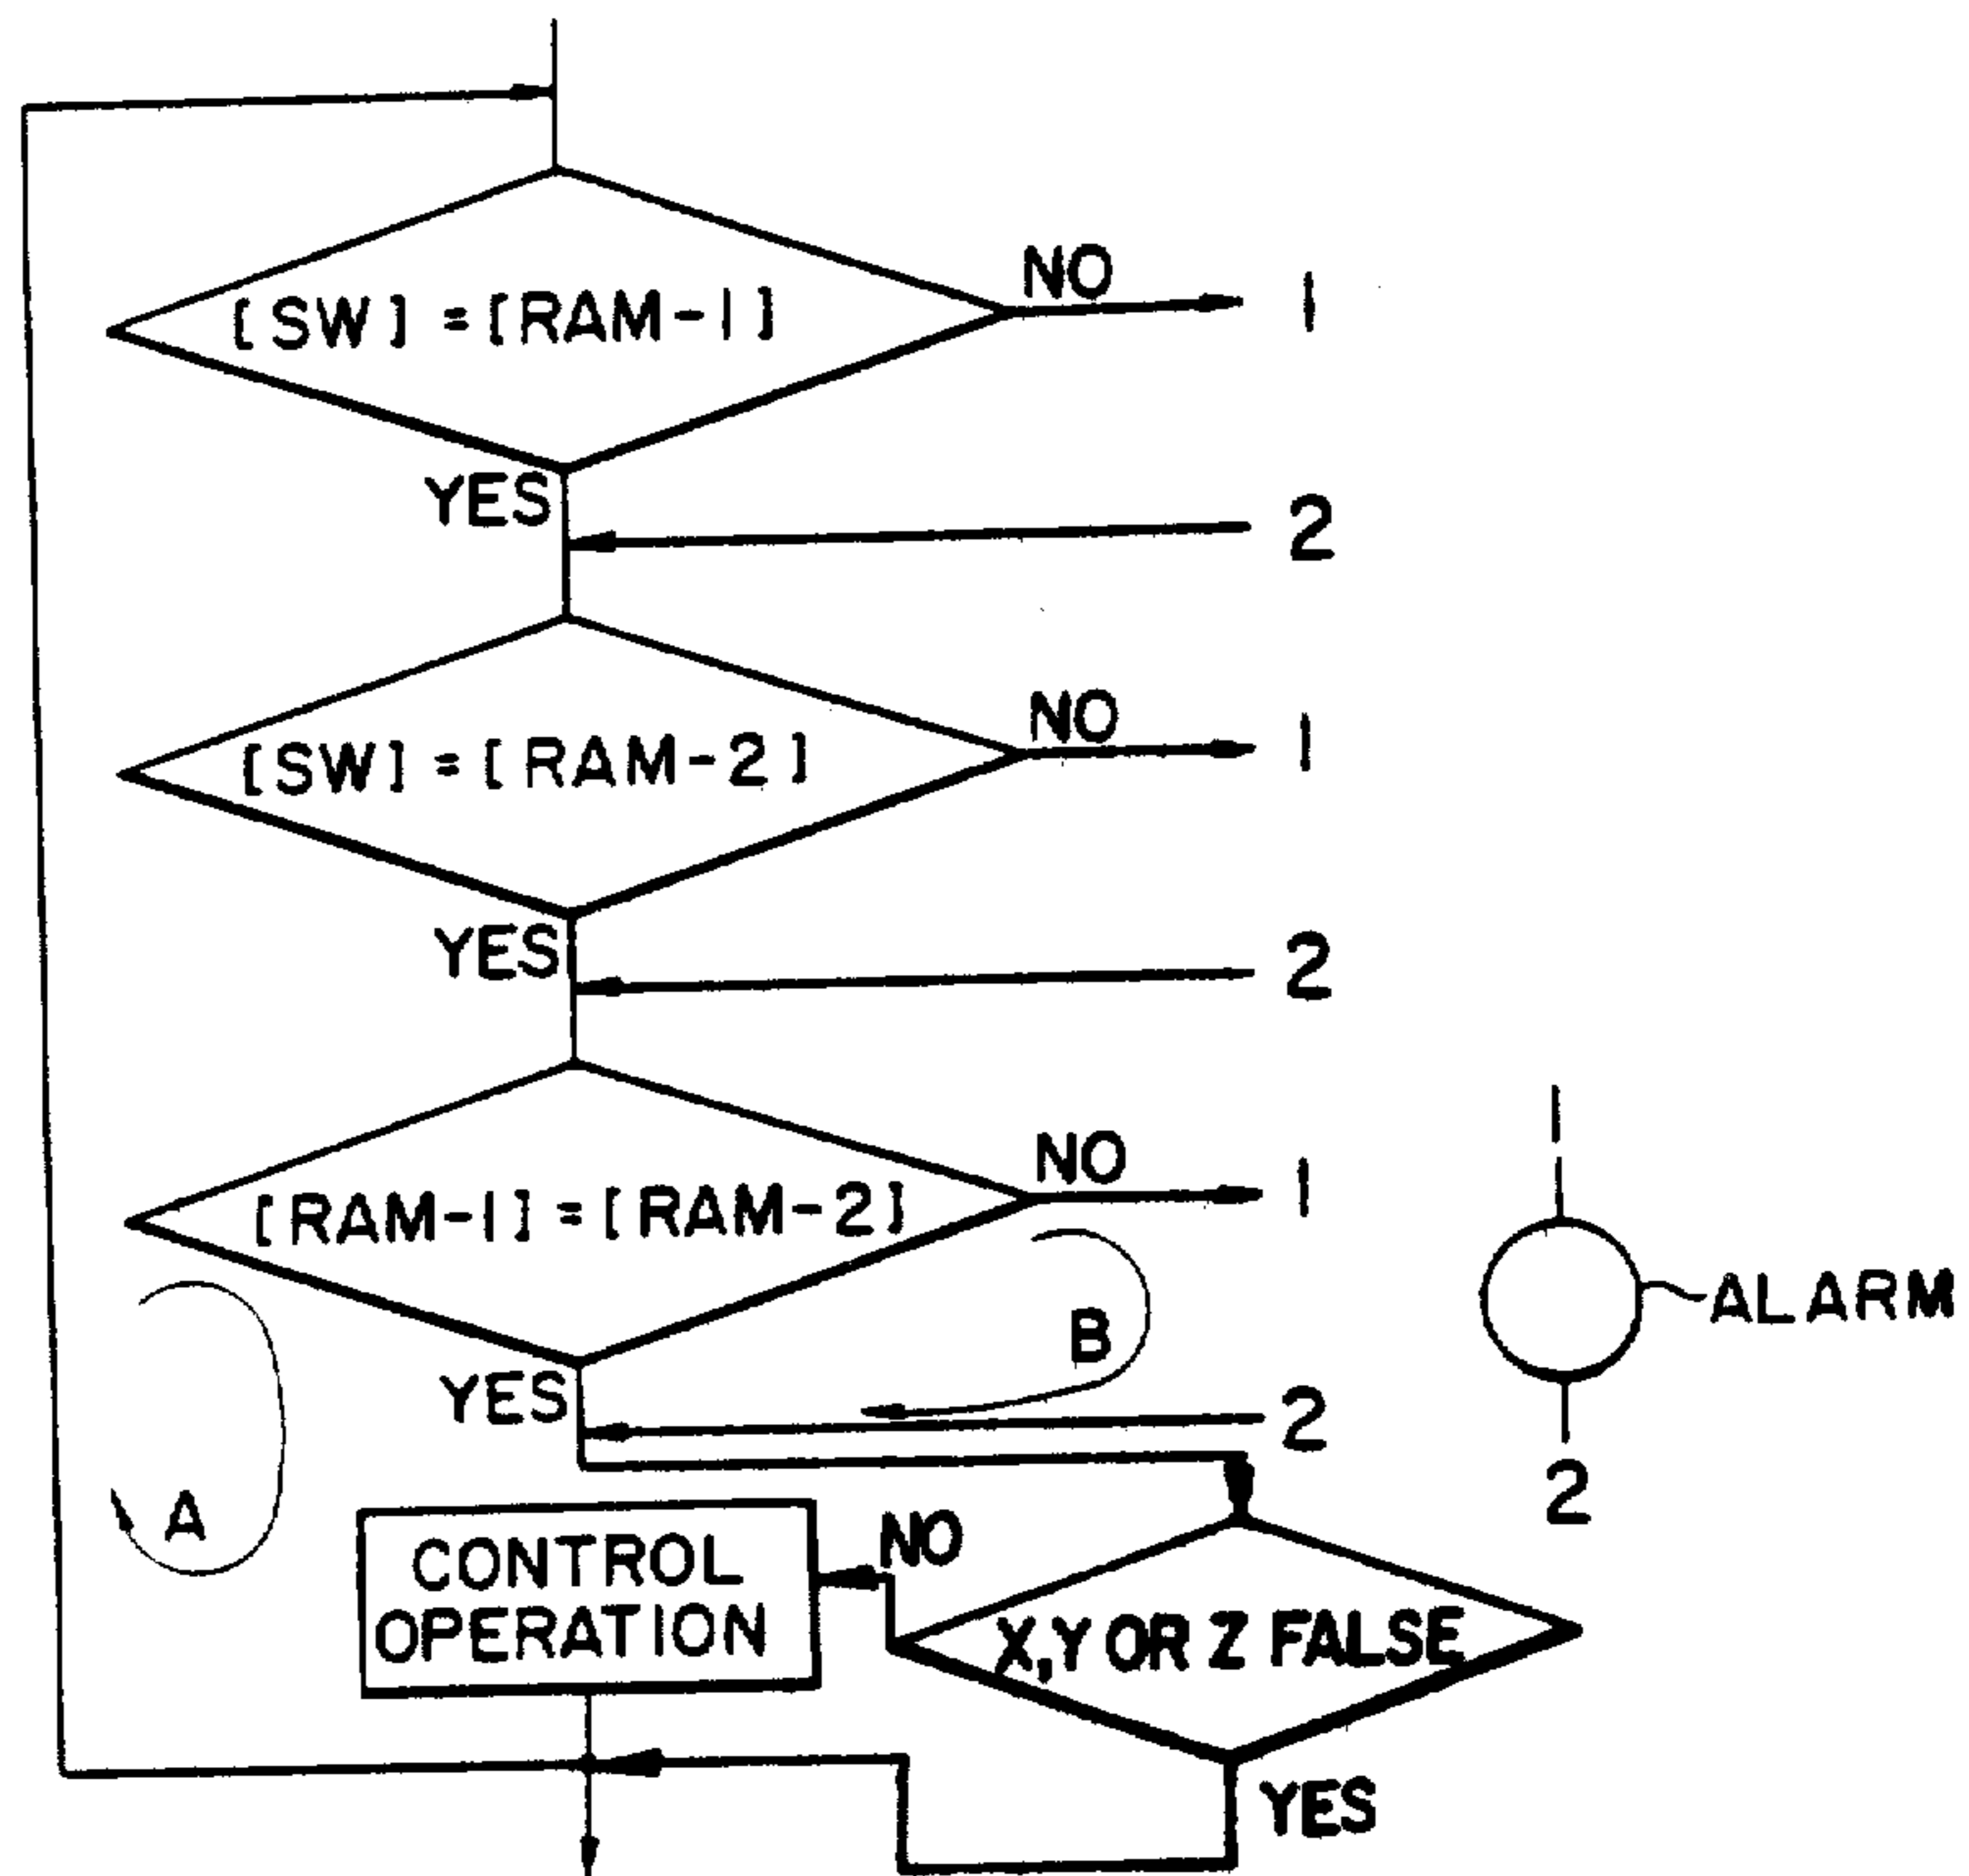 NO
[SW] = [RAM-1]
1
YES
2
NO
[SW] = [RAM-2]
1
YES
2
NO
[RAM-1] = [RAM-2]
1
1
ALARM
B
YES
2
2
A
NO
CONTROL
OPERATION
X,Y OR Z FALSE
YES